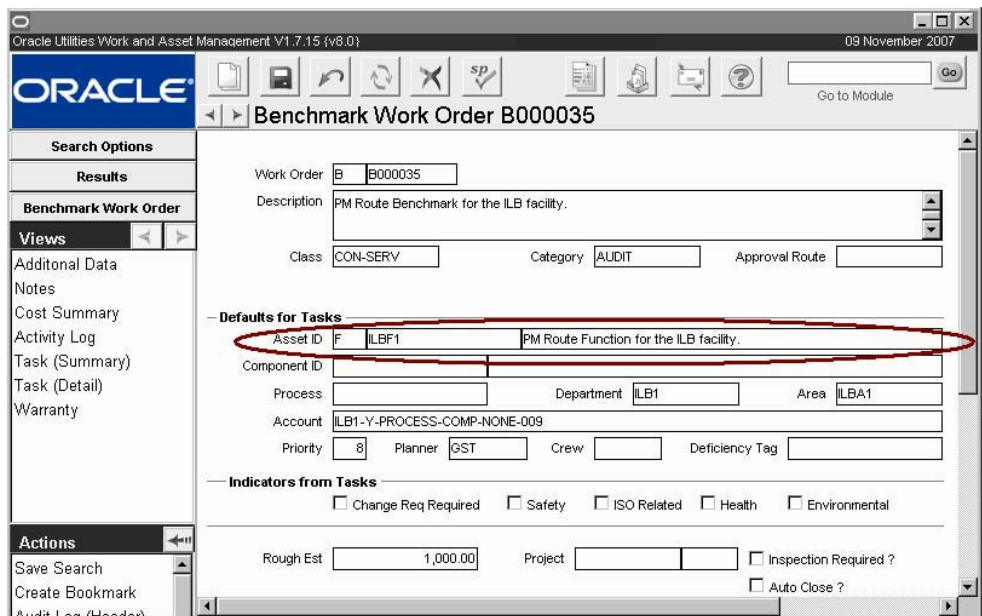 Oracle Utilities Work and Asset Management V1.7.15 {v8.0} 09 November 2007
ORACLE
sp
Go
Go to Module
Benchmark Work Order B000035
Search Options
Results
Benchmark Work Order
Views
Additonal Data
Notes
Cost Summary
Activity Log
Task (Summary)
Task (Detail)
Warranty
Actions
Save Search
Create Bookmark
Audit Log (Header)
Work Order B B000035
Description PM Route Benchmark for the ILB facility.
Class CON-SERV Category AUDIT Approval Route
Defaults for Tasks
Asset ID F ILBF1 PM Route Function for the ILB facility.
Component ID
Process Department ILB1 Area ILBA1
Account ILB1-Y-PROCESS-COMP-NONE-009
Priority 8 Planner GST Crew Deficiency Tag
Indicators from Tasks
Change Req Required Safety ISO Related Health Environmental
Rough Est 1,000.00 Project Inspection Required ?
Auto Close ?